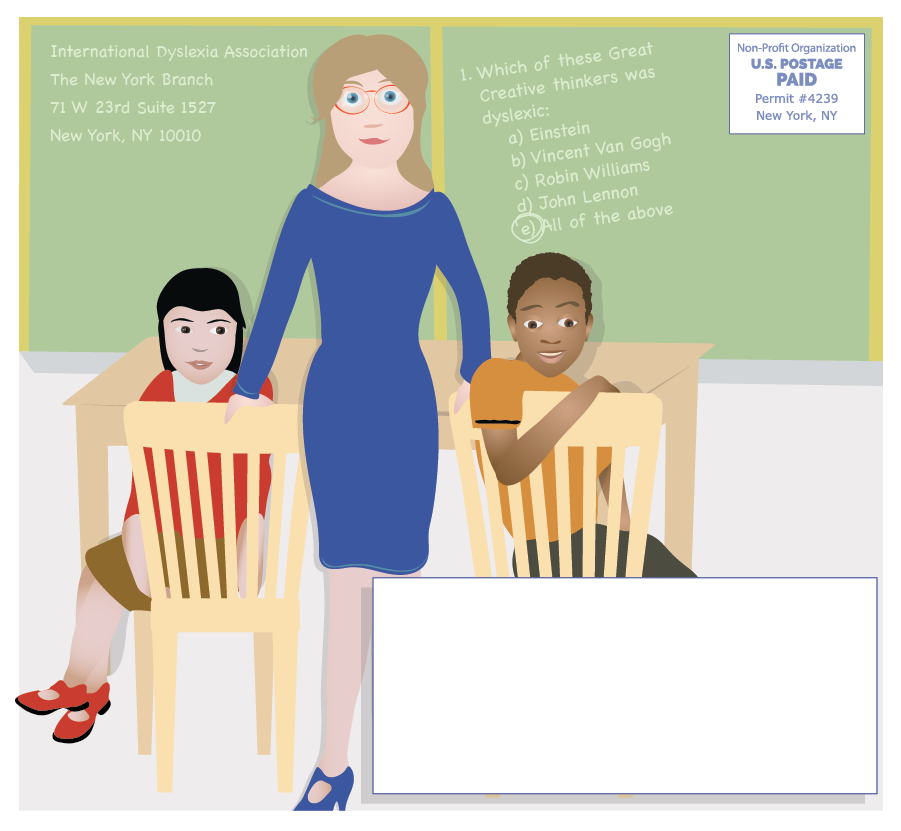 International Dyslexia Association
The New York Branch
71 W 23rd Suite 1527
New York, NY 10010
1. Which of these Great
Creative thinkers was
dyslexic:
a) Einstein
b) Vincent Van Gogh
c) Robin Williams
d) John Lennon
e) All of the above
Non-Profit Organization
U.S. POSTAGE
PAID
Permit #4239
New York, NY